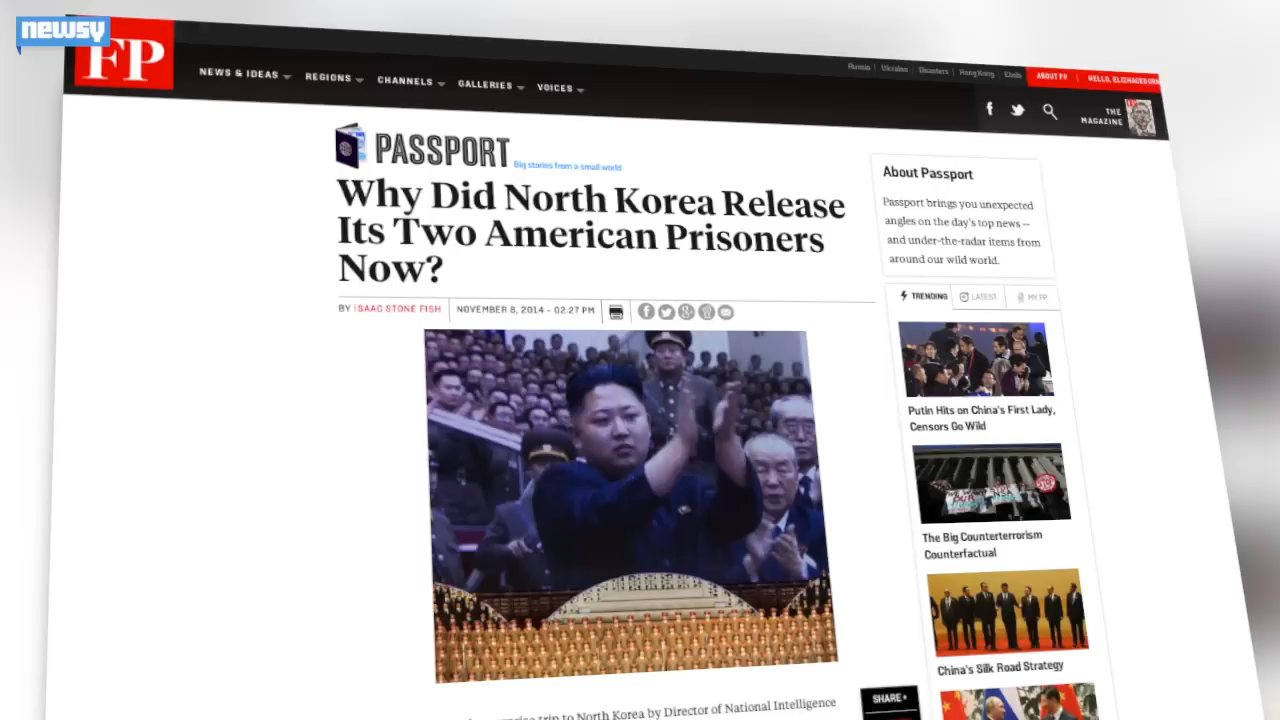 newsy
FP
NEWS & IDEAS
REGIONS
CHANNELS
GALLERIES
VOICES
Russia | Ukraine | Disasters | Hong Kong | Ebola
ABOUT FP | HELLO, ELIZHAGEDORN
THE
MAGAZINE
PASSPORT
Big stories from a small world
Why Did North Korea Release
Its Two American Prisoners
Now?
BY ISAAC STONE FISH
NOVEMBER 8, 2014 - 02:27 PM
trip to North Korea by Director of National Intelligence
SHARE +
About Passport
Passport brings you unexpected
angles on the day's top news --
and under-the-radar items from
around our wild world.
TRENDING
LATEST
MY FP
Putin Hits on China's First Lady,
Censors Go Wild
STOP
The Big Counterterrorism
Counterfactual
China's Silk Road Strategy